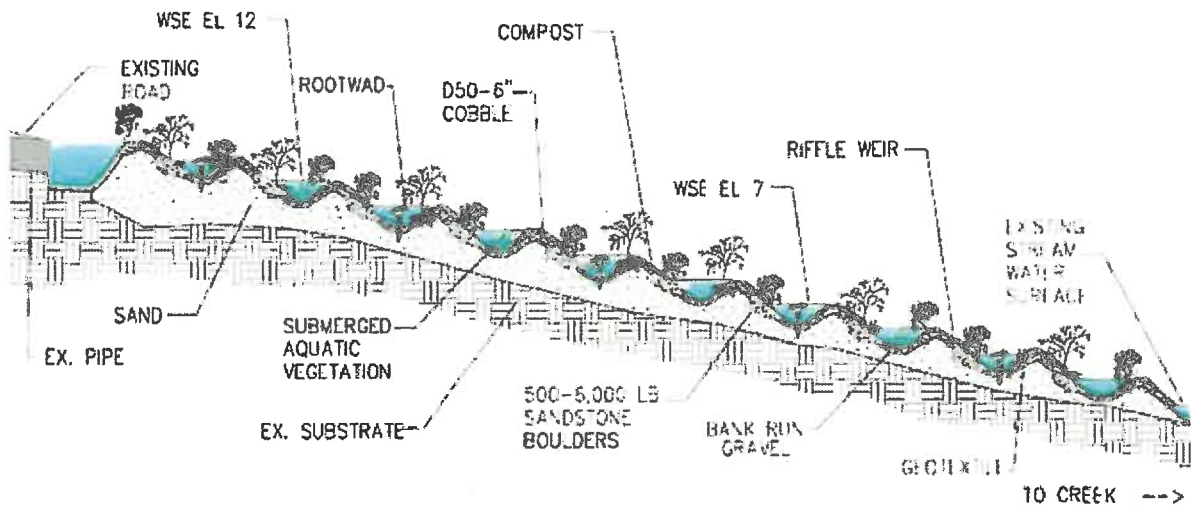 WSE EL 12
COMPOST
EXISTING
ROAD
ROOTWAD
D50-6"
COBBLE
RIFFLE WEIR
WSE EL 7
EXISTING
STREAM
WATER
SURFACE
SAND
SUBMERGED
AQUATIC
VEGETATION
EX. PIPE
500-6,000 LB
SANDSTONE
BOULDERS
EX. SUBSTRATE
BANK RUN
GRAVEL
GEOTEXTILE
TO CREEK -->